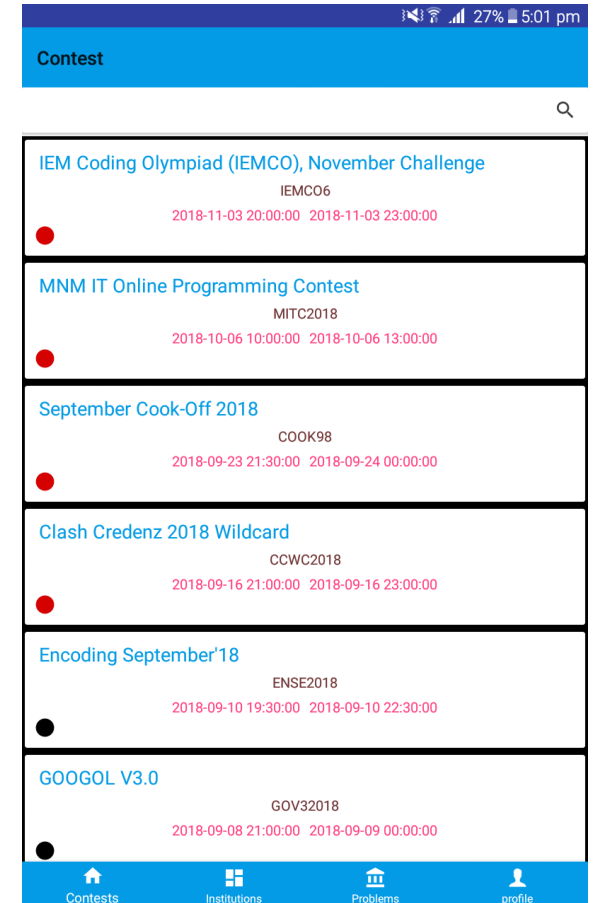 27% 5:01 pm
Contest
IEM Coding Olympiad (IEMCO), November Challenge
IEMCO6
2018-11-03 20:00:00 2018-11-03 23:00:00
MNM IT Online Programming Contest
MITC2018
2018-10-06 10:00:00 2018-10-06 13:00:00
September Cook-Off 2018
COOK98
2018-09-23 21:30:00 2018-09-24 00:00:00
Clash Credenz 2018 Wildcard
CCWC2018
2018-09-16 21:00:00 2018-09-16 23:00:00
Encoding September'18
ENSE2018
2018-09-10 19:30:00 2018-09-10 22:30:00
GOOGOL V3.0
GOV32018
2018-09-08 21:00:00 2018-09-09 00:00:00
Contests Institutions Problems profile